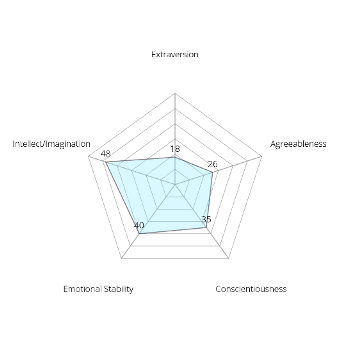 Extraversion
Intellect/Imagination
Agreeableness
48
18
26
40
35
Emotional Stability
Conscientiousness